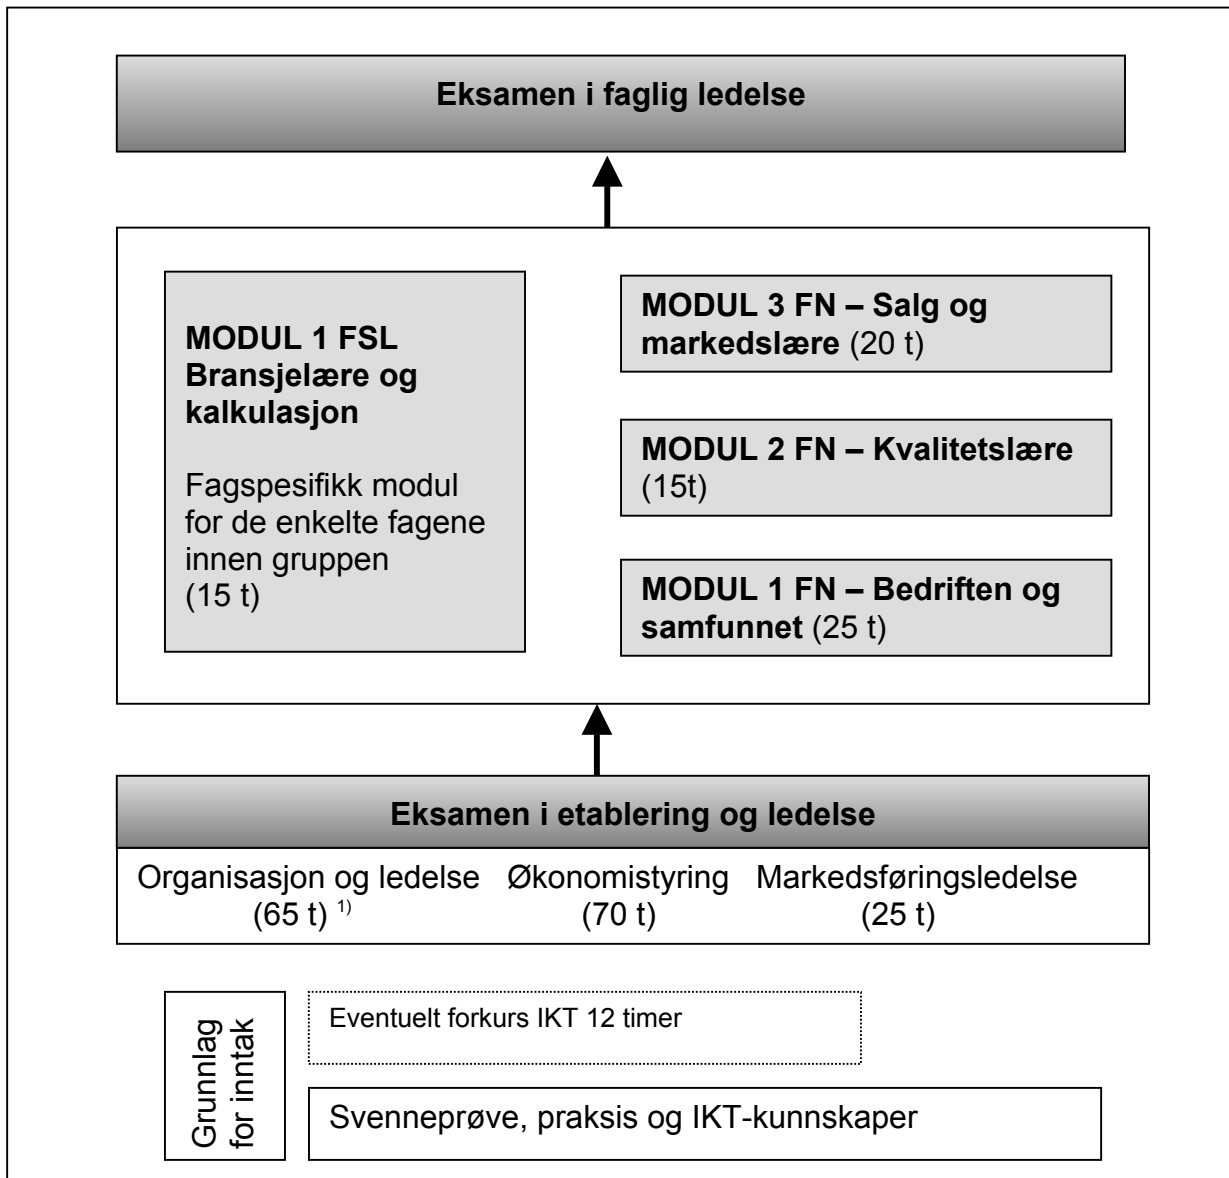 Eksamen i faglig ledelse
MODUL 1 FSL
Bransjelære og
kalkulasjon
Fagspesifikk modul
for de enkelte fagene
innen gruppen
(15 t)
MODUL 3 FN – Salg og
markedslære (20 t)
MODUL 2 FN – Kvalitetslære
(15t)
MODUL 1 FN – Bedriften og
samfunnet (25 t)
Eksamen i etablering og ledelse
Organisasjon og ledelse Økonomistyring Markedsføringsledelse
(65 t) 1) (70 t) (25 t)
Grunnlag
for inntak
Eventuelt forkurs IKT 12 timer
Svenneprøve, praksis og IKT-kunnskaper